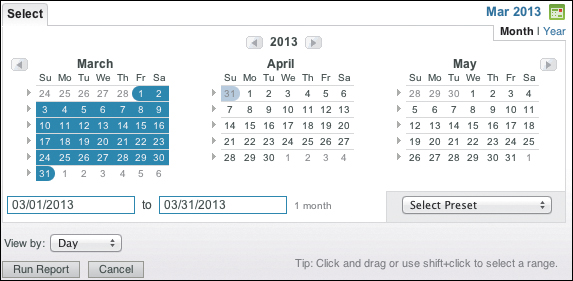 Select
Mar 2013
Month | Year
2013
March
Su Mo Tu We Th Fr Sa
24 25 26 27 28 1 2
3 4 5 6 7 8 9
10 11 12 13 14 15 16
17 18 19 20 21 22 23
24 25 26 27 28 29 30
31 1 2 3 4 5 6
April
Su Mo Tu We Th Fr Sa
31 1 2 3 4 5 6
7 8 9 10 11 12 13
14 15 16 17 18 19 20
21 22 23 24 25 26 27
28 29 30 1 2 3 4
May
Su Mo Tu We Th Fr Sa
28 29 30 1 2 3 4
5 6 7 8 9 10 11
12 13 14 15 16 17 18
19 20 21 22 23 24 25
26 27 28 29 30 31 1
03/01/2013 to 03/31/2013 1 month
Select Preset
View by: Day
Run Report Cancel
Tip: Click and drag or use shift+click to select a range.